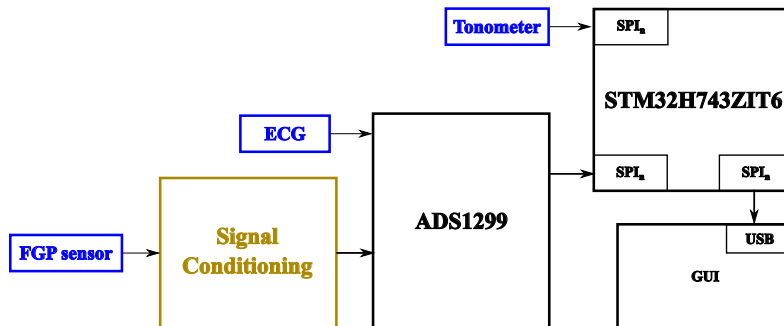 Tonometer
SPIn
STM32H743ZIT6
ECG
SPIn
SPIn
ADS1299
Signal
Conditioning
FGP sensor
USB
GUI